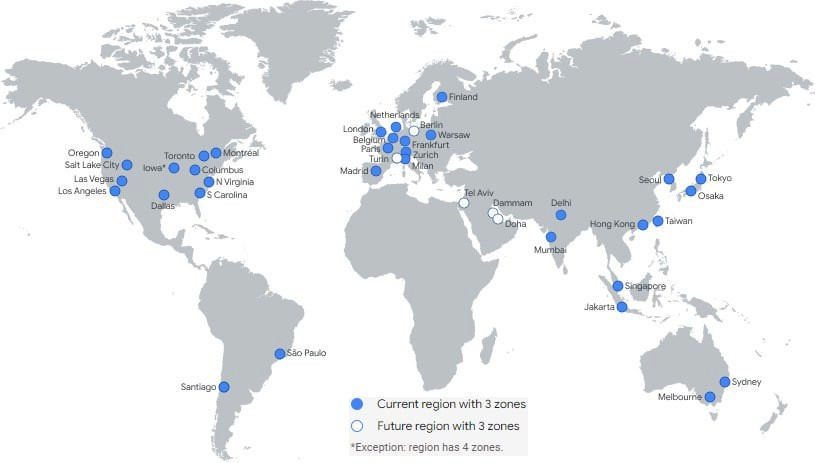 Finland
Netherlands
London
Berlin
Belgium
Warsaw
Paris
Frankfurt
Turin
Zurich
Milan
Madrid
Oregon
Toronto
Montréal
Salt Lake City
Iowa*
Columbus
Las Vegas
N Virginia
Los Angeles
S Carolina
Dallas
Tel Aviv
Dammam
Doha
Delhi
Mumbai
Seoul
Tokyo
Osaka
Hong Kong
Taiwan
Singapore
Jakarta
São Paulo
Santiago
Sydney
Melbourne
Current region with 3 zones
Future region with 3 zones
*Exception: region has 4 zones.